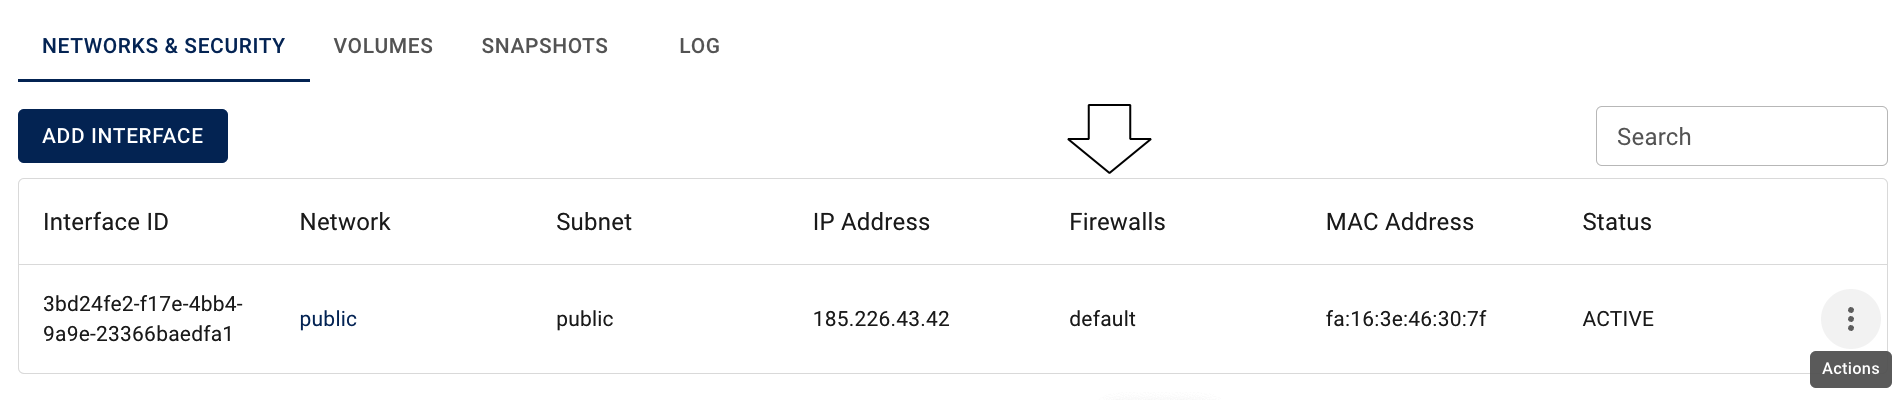 NETWORKS & SECURITY VOLUMES SNAPSHOTS LOG
ADD INTERFACE Search
Interface ID Network Subnet IP Address Firewalls MAC Address Status
3bd24fe2-f17e-4bb4-
9a9e-23366baedfa1 public public 185.226.43.42 default fa:16:3e:46:30:7f ACTIVE
Actions